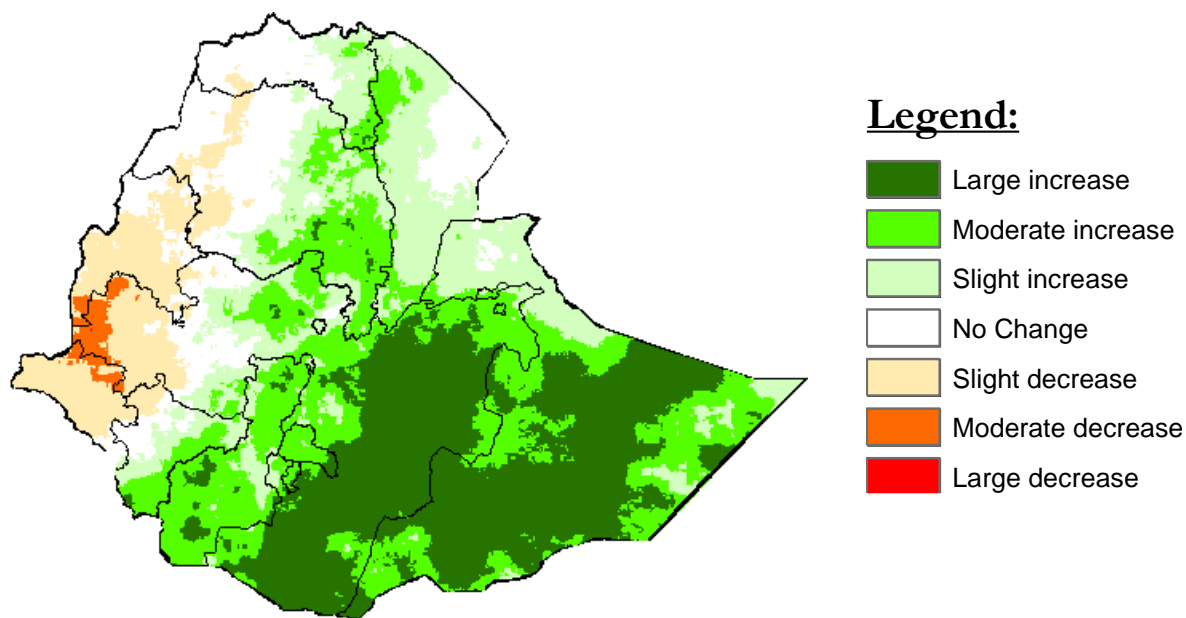 Legend:
Large increase
Moderate increase
Slight increase
No Change
Slight decrease
Moderate decrease
Large decrease